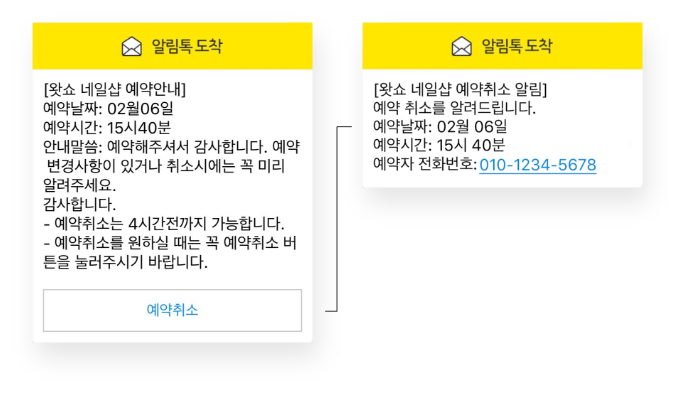 알림톡 도착
[왓쇼 네일샵 예약안내]
예약날짜: 02월06일
예약시간: 15시40분
안내말씀: 예약해주셔서 감사합니다. 예약
변경사항이 있거나 취소시에는 꼭 미리
알려주세요.
감사합니다.
- 예약취소는 4시간전까지 가능합니다.
- 예약취소를 원하실 때는 꼭 예약취소 버
튼을 눌러주시기 바랍니다.
예약취소
알림톡 도착
[왓쇼 네일샵 예약취소 알림]
예약 취소를 알려드립니다.
예약날짜: 02월 06일
예약시간: 15시 40분
예약자 전화번호: 010-1234-5678